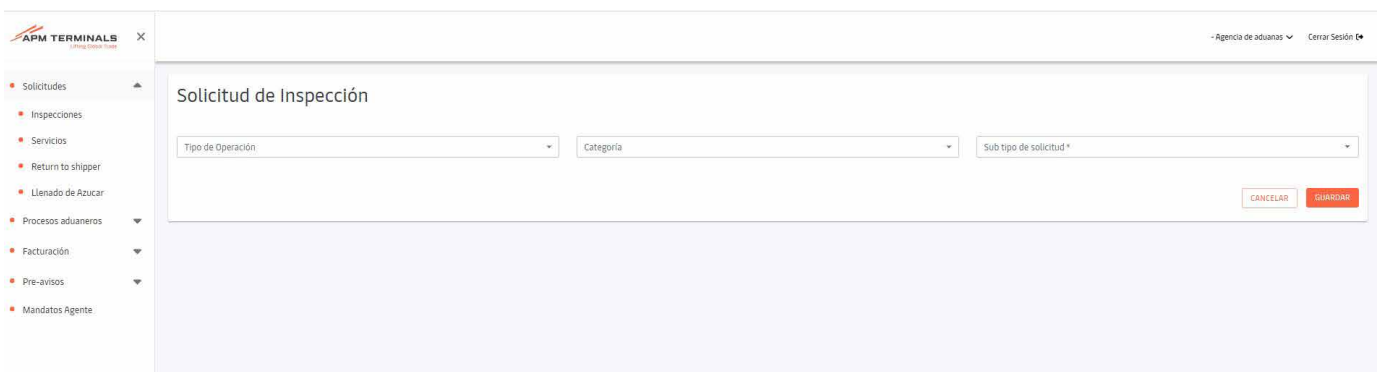 APM TERMINALS
Lifting Global Trade
- Agencia de aduanas
Cerrar Sesión
Solicitudes
Inspecciones
Servicios
Return to shipper
Llenado de Azucar
Procesos aduaneros
Facturación
Pre-avisos
Mandatos Agente
Solicitud de Inspección
Tipo de Operación
Categoría
Sub tipo de solicitud *
CANCELAR
GUARDAR